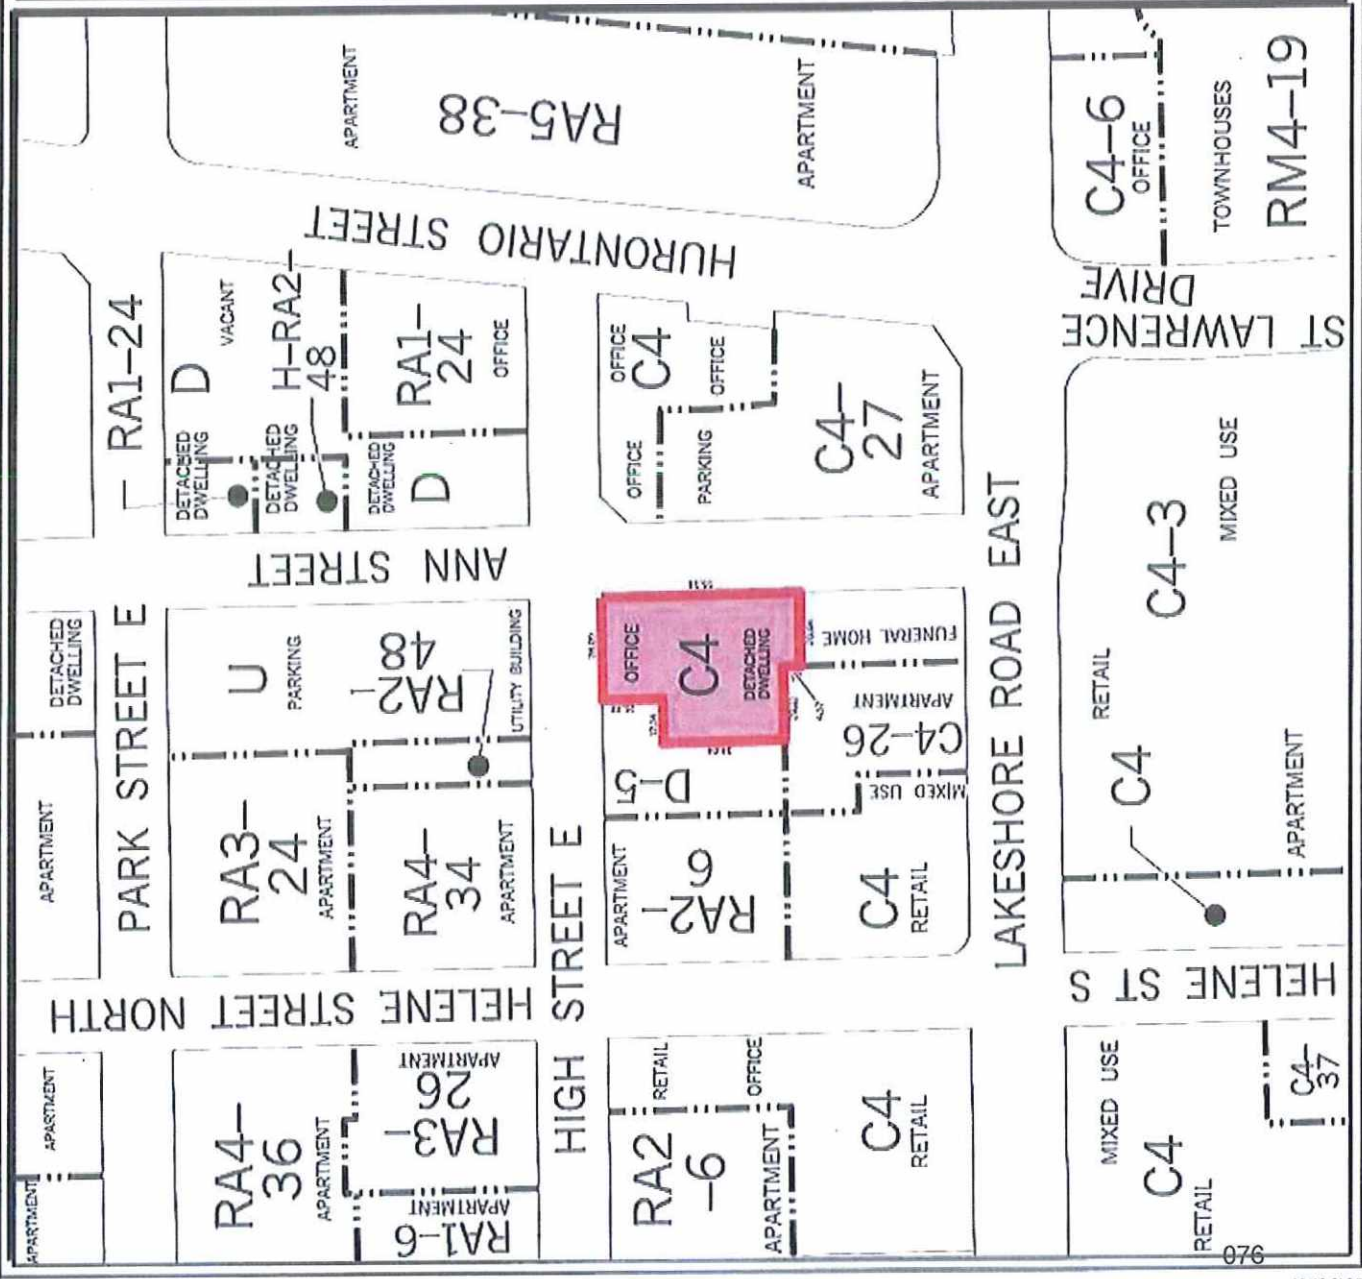 APARTMENT
RA5-38
APARTMENT
C4-6
OFFICE
TOWNHOUSES
RM4-19
HURONTARIO STREET
ST LAWRENCE
DRIVE
RA1-24
D
VACANT
H-RA2-
48
RA1-
24
OFFICE
DETACHED
DWELLING
DETACHED
DWELLING
DETACHED
DWELLING
D
OFFICE
C4
OFFICE
OFFICE
PARKING
C4-
27
APARTMENT
C4-3
MIXED USE
ANN STREET
LAKESHORE ROAD EAST
DETACHED
DWELLING
PARK STREET E
U
PARKING
RA2-
48
UTILITY BUILDING
OFFICE
C4
DETACHED
DWELLING
FUNERAL HOME
APARTMENT
C4-26
MIXED USE
D-5
RETAIL
C4
APARTMENT
APARTMENT
RA3-
24
APARTMENT
RA4-
34
APARTMENT
APARTMENT
RA2-
6
C4
RETAIL
HIGH STREET E
HELENE STREET NORTH
HELENE ST S
APARTMENT
APARTMENT
RA4-
36
APARTMENT
RA3-
26
APARTMENT
RA1-6
APARTMENT
RETAIL
OFFICE
RA2
-6
APARTMENT
C4
RETAIL
MIXED USE
C4
RETAIL
C4-
37
076